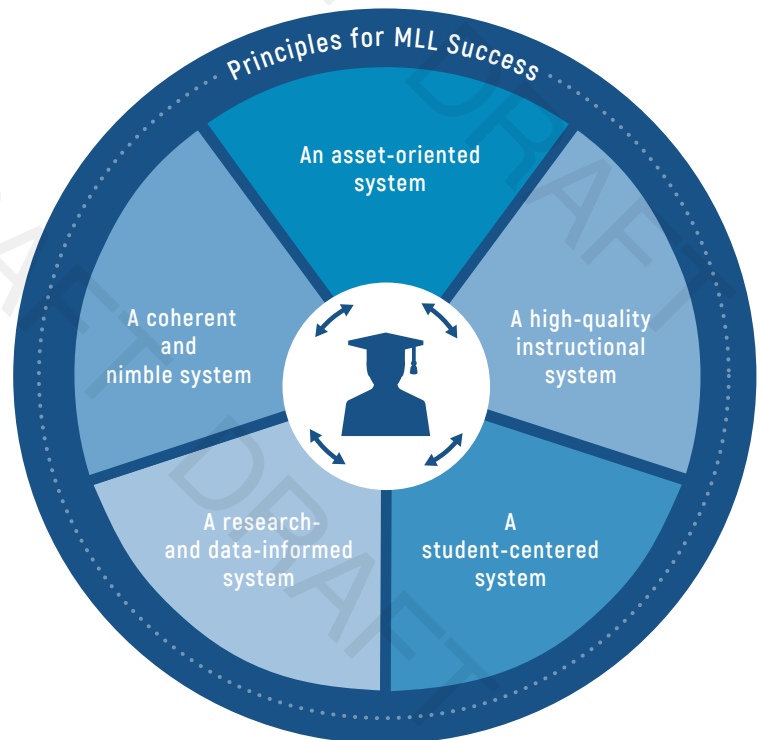 Principles for MLL Success
An asset-oriented
system
A high-quality
instructional
system
A
student-centered
system
A research-
and data-informed
system
A coherent
and
nimble system
DRAFT
DRAFT
DRAFT